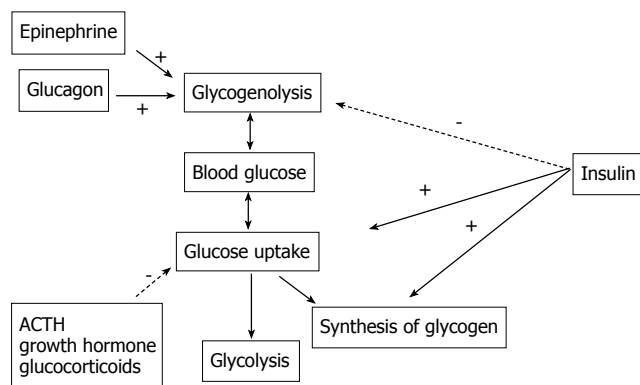 Epinephrine
+
Glucagon
+
Glycogenolysis
-
Blood glucose
Insulin
+
+
Glucose uptake
-
ACTH
growth hormone
glucocorticoids
Synthesis of glycogen
Glycolysis